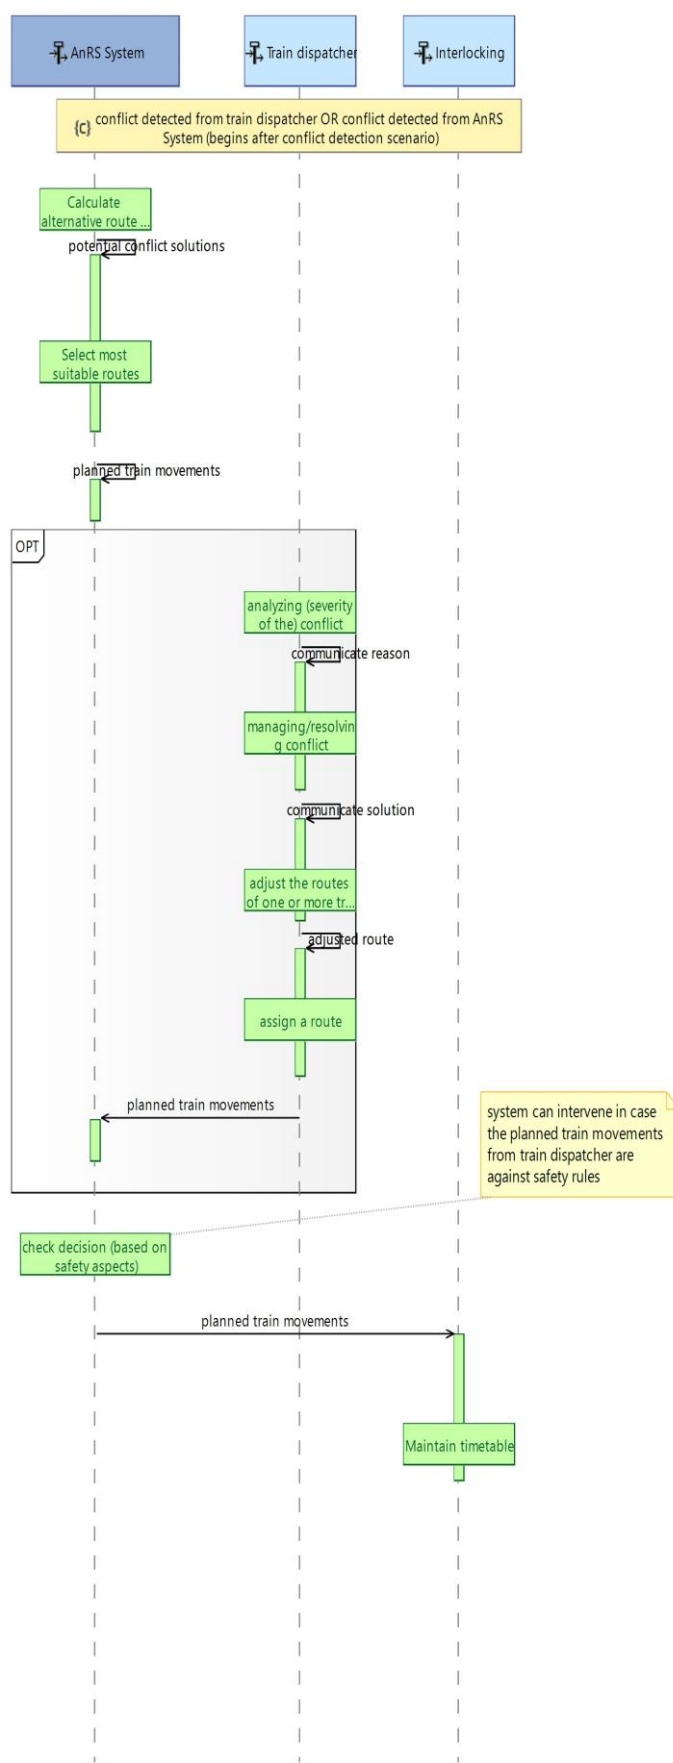 AnRS System
Train dispatcher
Interlocking
{c} conflict detected from train dispatcher OR conflict detected from AnRS
System (begins after conflict detection scenario)
Calculate
alternative route ...
potential conflict solutions
Select most
suitable routes
planned train movements
OPT
analyzing (severity
of the) conflict
communicate reason
managing/resolvin
g conflict
communicate solution
adjust the routes
of one or more tr...
adjusted route
assign a route
planned train movements
system can intervene in case
the planned train movements
from train dispatcher are
against safety rules
check decision (based on
safety aspects)
planned train movements
Maintain timetable